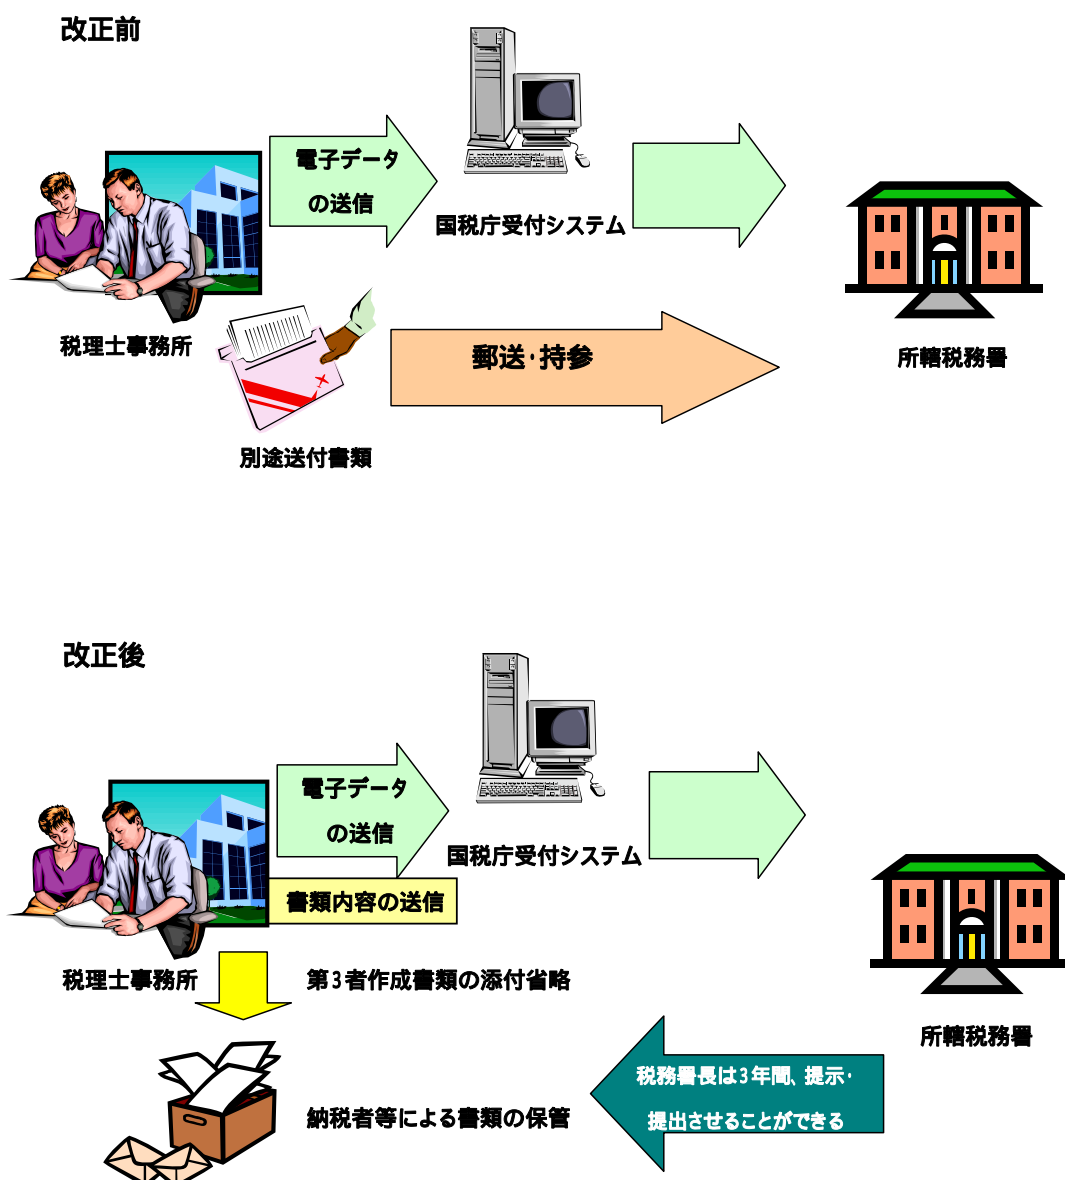 改正前
電子データ
の送信
国税庁受付システム
税理士事務所
郵送・持参
所轄税務署
別途送付書類
改正後
電子データ
の送信
国税庁受付システム
書類内容の送信
税理士事務所
第3者作成書類の添付省略
所轄税務署
税務署長は3年間、提示・
提出させることができる
納税者等による書類の保管